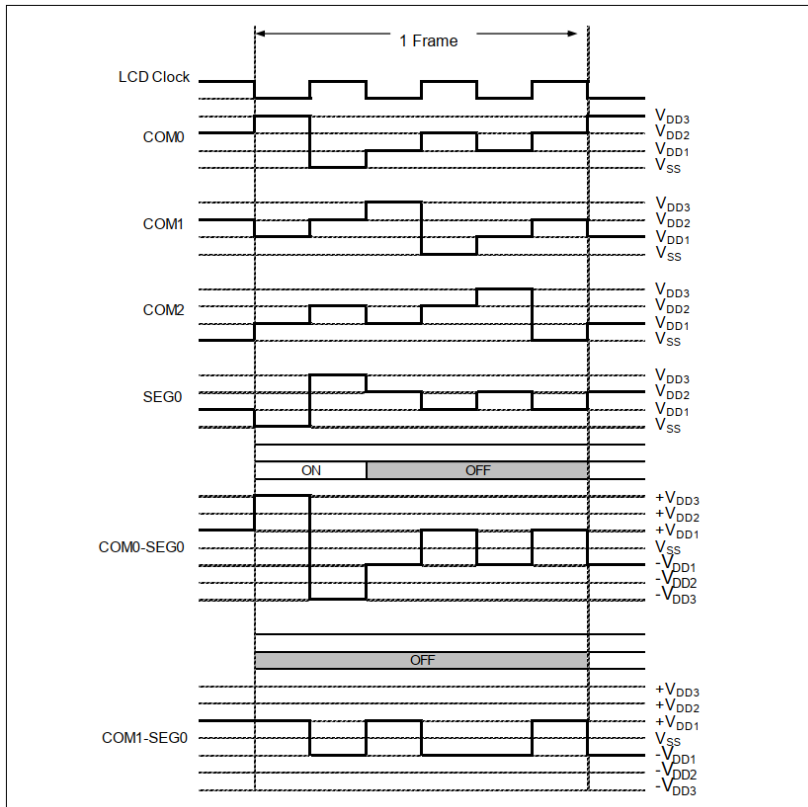 1 Frame
LCD Clock
COM0
VDD3
VDD2
VDD1
VSS
COM1
VDD3
VDD2
VDD1
VSS
COM2
VDD3
VDD2
VDD1
VSS
SEG0
VDD3
VDD2
VDD1
VSS
ON OFF
COM0-SEG0
+VDD3
+VDD2
+VDD1
VSS
-VDD1
-VDD2
-VDD3
OFF
COM1-SEG0
+VDD3
+VDD2
+VDD1
VSS
-VDD1
-VDD2
-VDD3